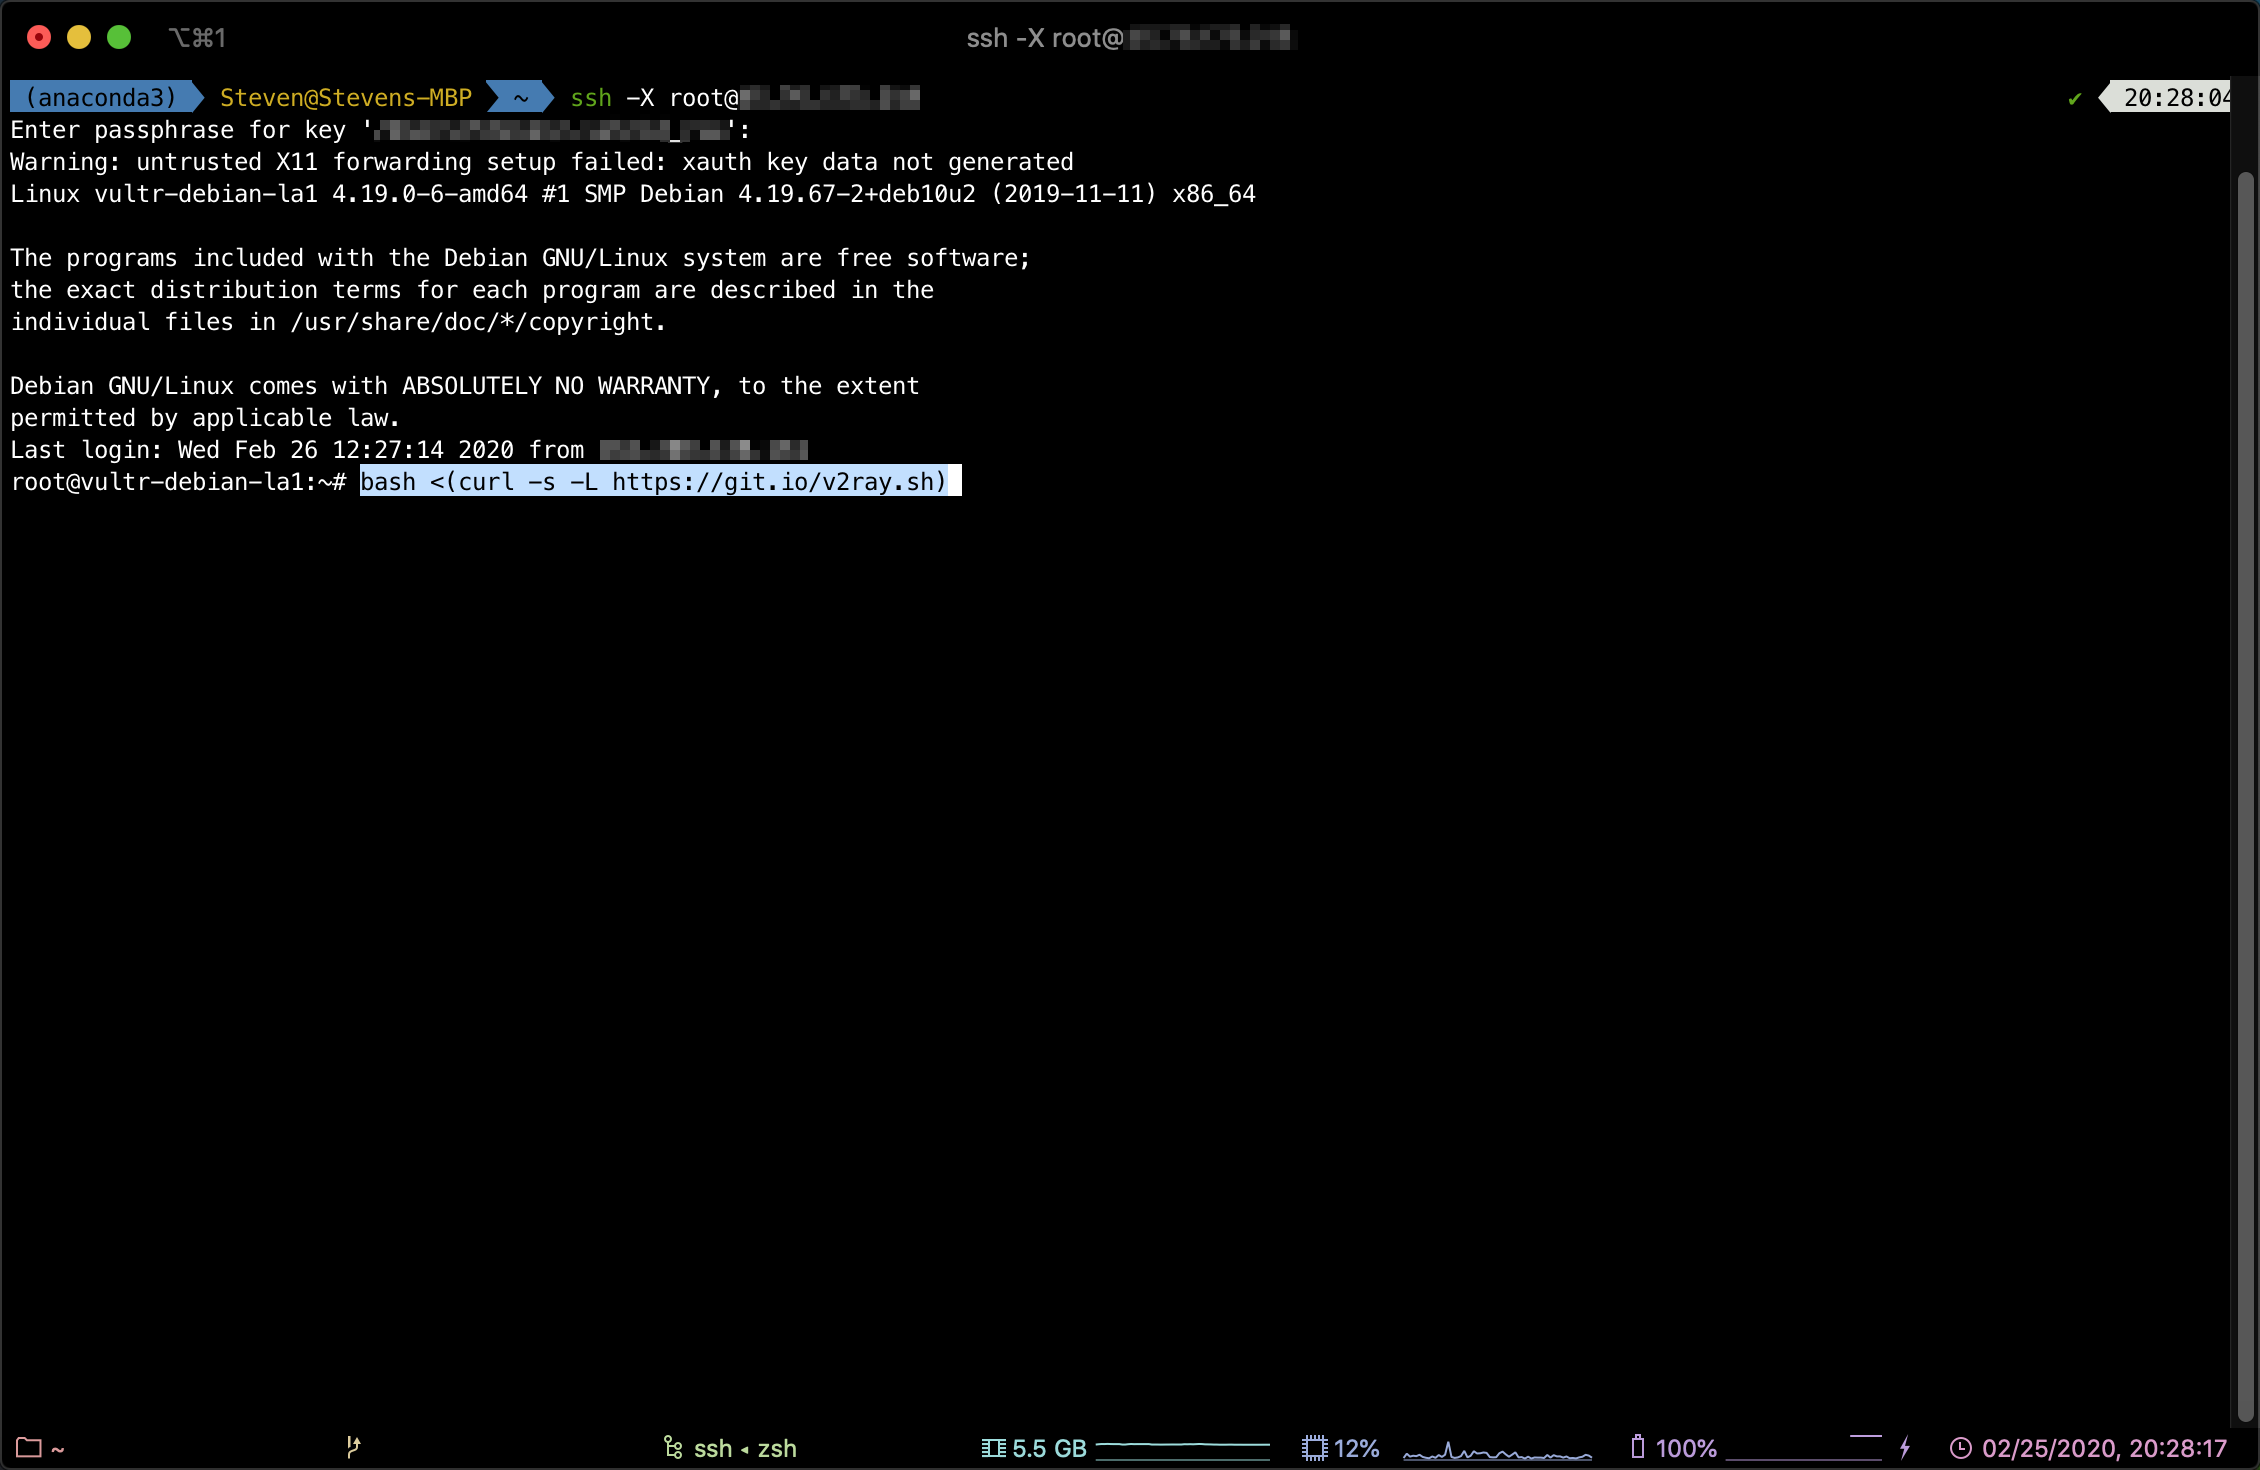 ⌥⌘1
ssh -X root@
(anaconda3) Steven@Stevens-MBP ~ ssh -X root@ ✔ 20:28:04
Enter passphrase for key '':
Warning: untrusted X11 forwarding setup failed: xauth key data not generated
Linux vultr-debian-la1 4.19.0-6-amd64 #1 SMP Debian 4.19.67-2+deb10u2 (2019-11-11) x86_64
The programs included with the Debian GNU/Linux system are free software;
the exact distribution terms for each program are described in the
individual files in /usr/share/doc/*/copyright.
Debian GNU/Linux comes with ABSOLUTELY NO WARRANTY, to the extent
permitted by applicable law.
Last login: Wed Feb 26 12:27:14 2020 from
root@vultr-debian-la1:~# bash <(curl -s -L https://git.io/v2ray.sh)
~ ssh ◂ zsh 5.5 GB 12% 100% 02/25/2020, 20:28:17